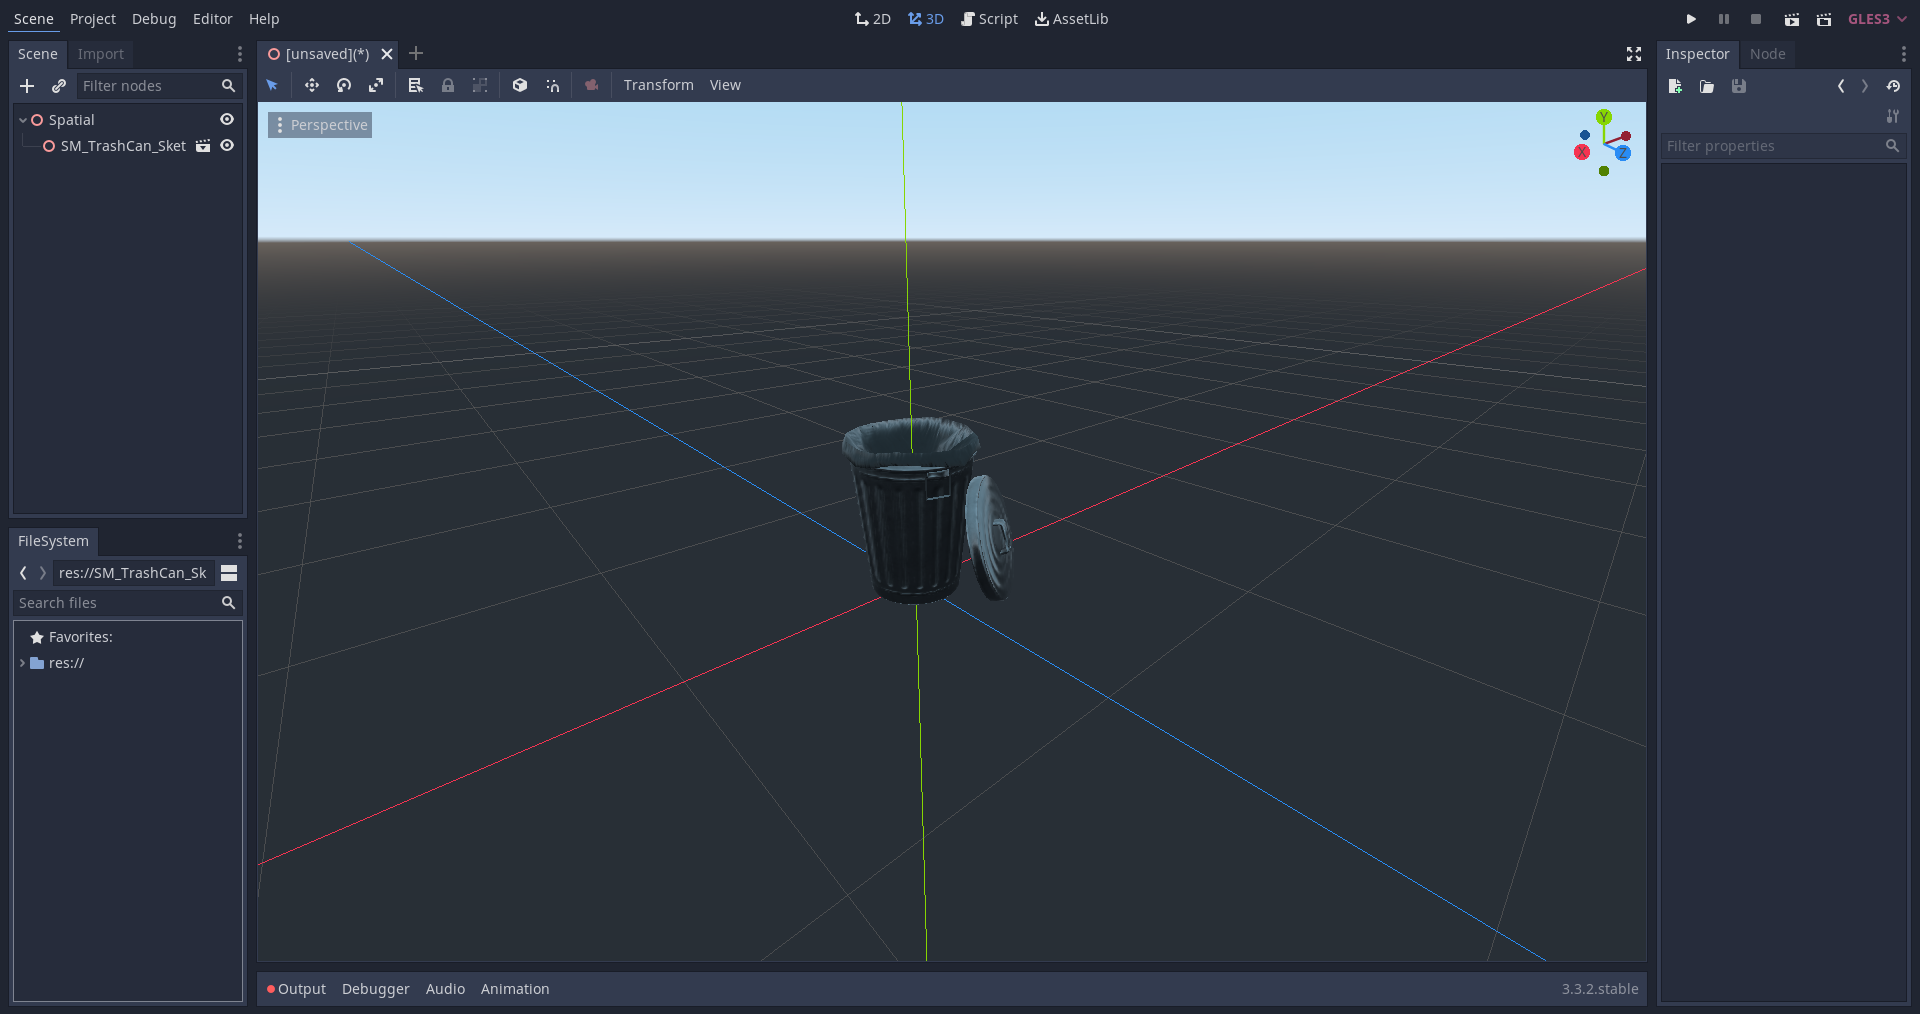 Scene Project Debug Editor Help 2D 3D Script AssetLib GLES3
Scene Import
[unsaved](*)
Inspector Node
Filter nodes
Transform View
Spatial
SM_TrashCan_Sket
Perspective
Y
X
Z
Filter properties
FileSystem
res://SM_TrashCan_Sk
Search files
Favorites:
res://
Output Debugger Audio Animation 3.3.2.stable